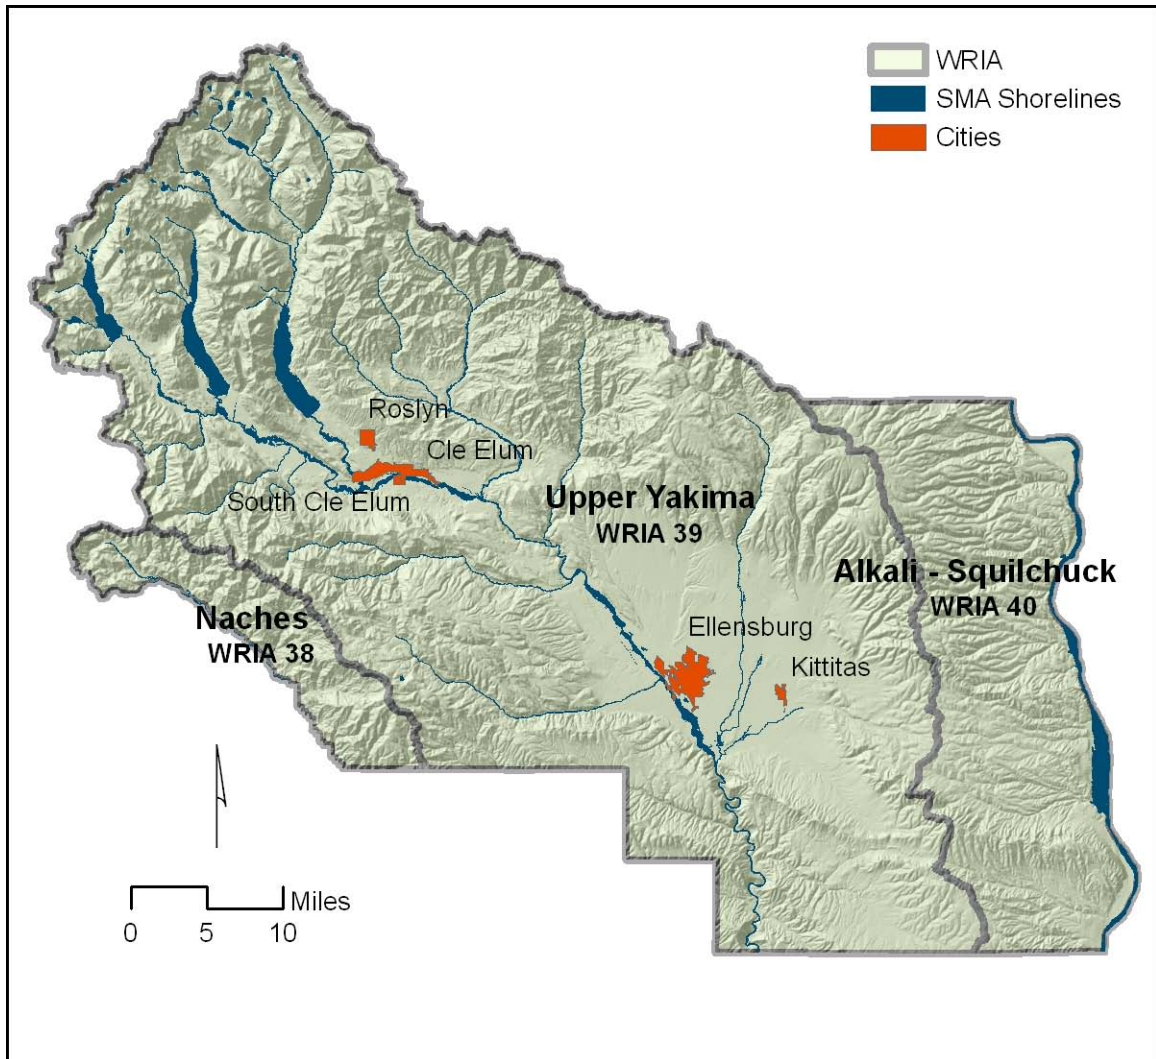 WRIA
SMA Shorelines
Cities
Roslyn
Cle Elum
South Cle Elum
Upper Yakima
WRIA 39
Alkali - Squilchuck
WRIA 40
Naches
WRIA 38
Ellensburg
Kittitas
Miles
0 5 10